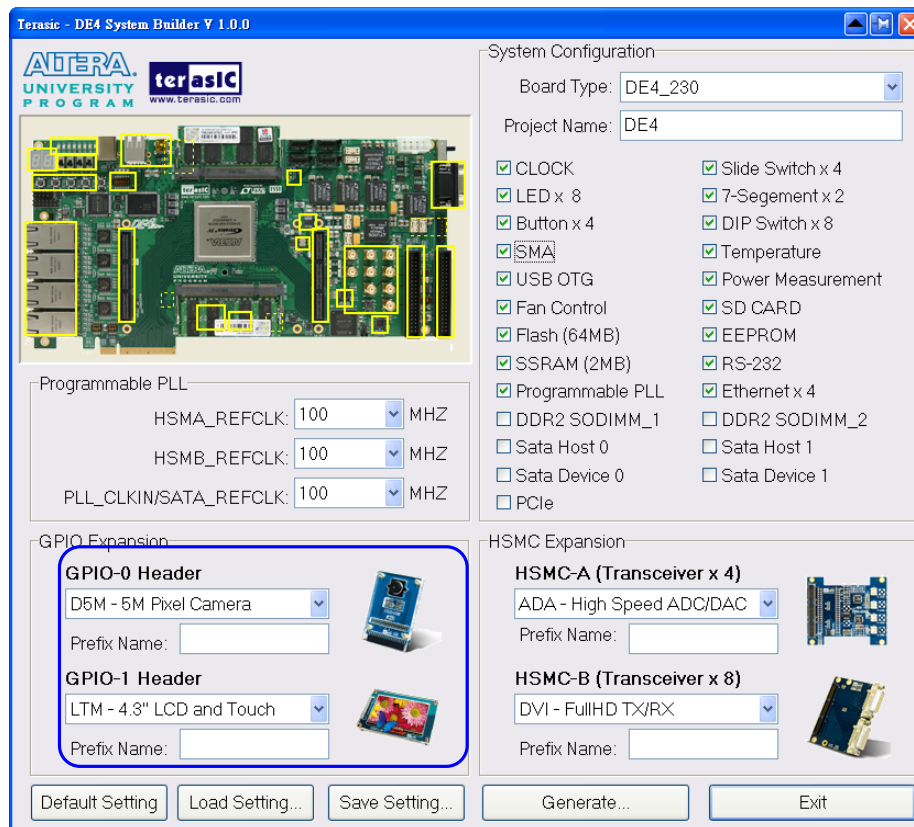 Terasic - DE4 System Builder V 1.0.0
ALTERA.
UNIVERSITY
PROGRAM
terasIC
www.terasic.com
System Configuration
Board Type: DE4_230
Project Name: DE4
CLOCK
Slide Switch x 4
LED x 8
7-Segement x 2
Button x 4
DIP Switch x 8
SMA
Temperature
USB OTG
Power Measurement
Fan Control
SD CARD
Flash (64MB)
EEPROM
SSRAM (2MB)
RS-232
Programmable PLL
Ethernet x 4
DDR2 SODIMM_1
DDR2 SODIMM_2
Sata Host 0
Sata Host 1
Sata Device 0
Sata Device 1
PCIe
Programmable PLL
HSMA_REFCLK: 100 MHZ
HSMB_REFCLK: 100 MHZ
PLL_CLKIN/SATA_REFCLK: 100 MHZ
GPIO Expansion
GPIO-0 Header
D5M - 5M Pixel Camera
Prefix Name:
GPIO-1 Header
LTM - 4.3" LCD and Touch
Prefix Name:
HSMC Expansion
HSMC-A (Transceiver x 4)
ADA - High Speed ADC/DAC
Prefix Name:
HSMC-B (Transceiver x 8)
DVI - FullHD TX/RX
Prefix Name:
Default Setting
Load Setting...
Save Setting...
Generate...
Exit